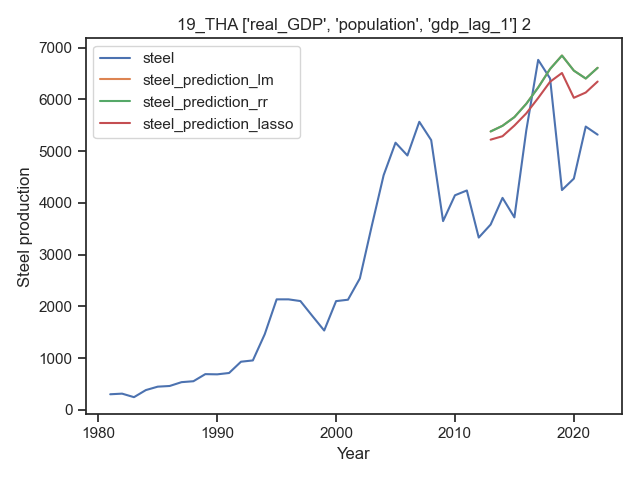 19_THA ['real_GDP', 'population', 'gdp_lag_1'] 2
steel
steel_prediction_lm
steel_prediction_rr
steel_prediction_lasso
Steel production
7000
6000
5000
4000
3000
2000
1000
0
1980
1990
2000
2010
2020
Year